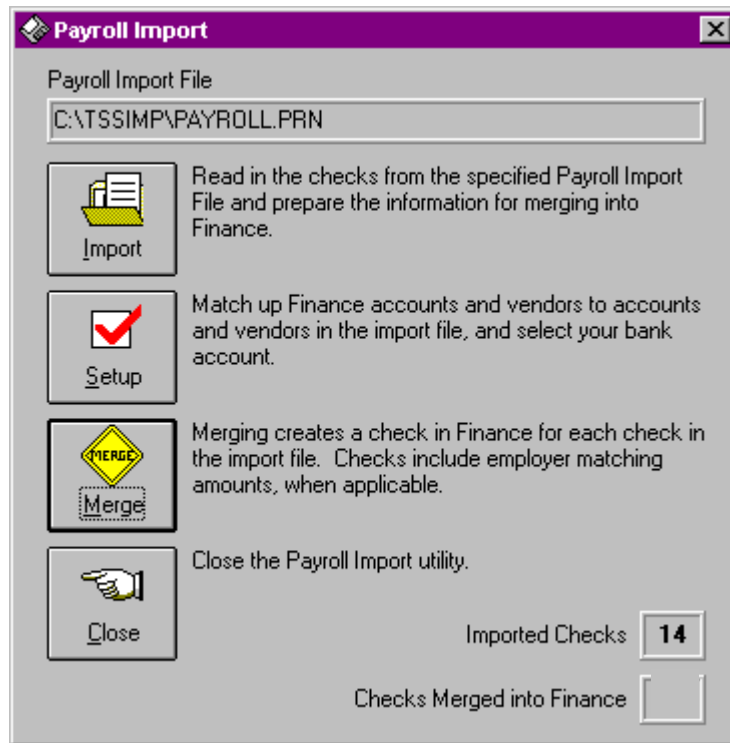 Payroll Import
Payroll Import File
C:\TSSIMP\PAYROLL.PRN
Import
Read in the checks from the specified Payroll Import
File and prepare the information for merging into
Finance.
Setup
Match up Finance accounts and vendors to accounts
and vendors in the import file, and select your bank
account.
MERGE
Merge
Merging creates a check in Finance for each check in
the import file.  Checks include employer matching
amounts, when applicable.
Close
Close the Payroll Import utility.
Imported Checks 14
Checks Merged into Finance